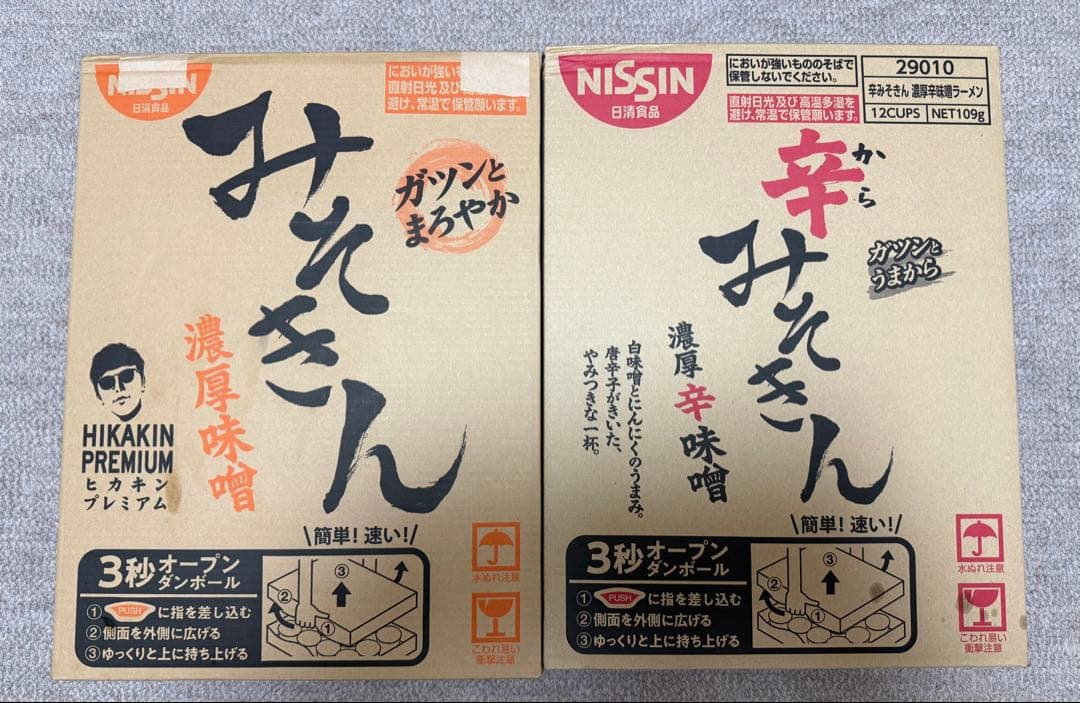 NISSIN
日清食品
においが強いも
直射日光及び
避け、常温で保管願います。
みそきん
ガツンと
まろやか
濃厚味噌
HIKAKIN
PREMIUM
ヒカキン
プレミアム
\簡単!速い!/
3秒オープン
ダンボール
① PUSH に指を差し込む
② 側面を外側に広げる
③ ゆっくりと上に持ち上げる
③
②
①
水ぬれ注意
こわれ易い
衝撃注意
NISSIN
日清食品
においが強いもののそばで
保管しないでください。
直射日光及び高温多湿を
避け、常温で保管願います。
29010
辛みそきん 濃厚辛味噌ラーメン
12CUPS NET109g
辛
から
みそきん
ガツンと
うまから
濃厚辛味噌
白味噌とにんにくのうまみ。
唐辛子がきいた、
やみつきな一杯。
\簡単!速い!/
3秒オープン
ダンボール
① PUSH に指を差し込む
② 側面を外側に広げる
③ ゆっくりと上に持ち上げる
③
②
①
水ぬれ注意
こわれ易い
衝撃注意